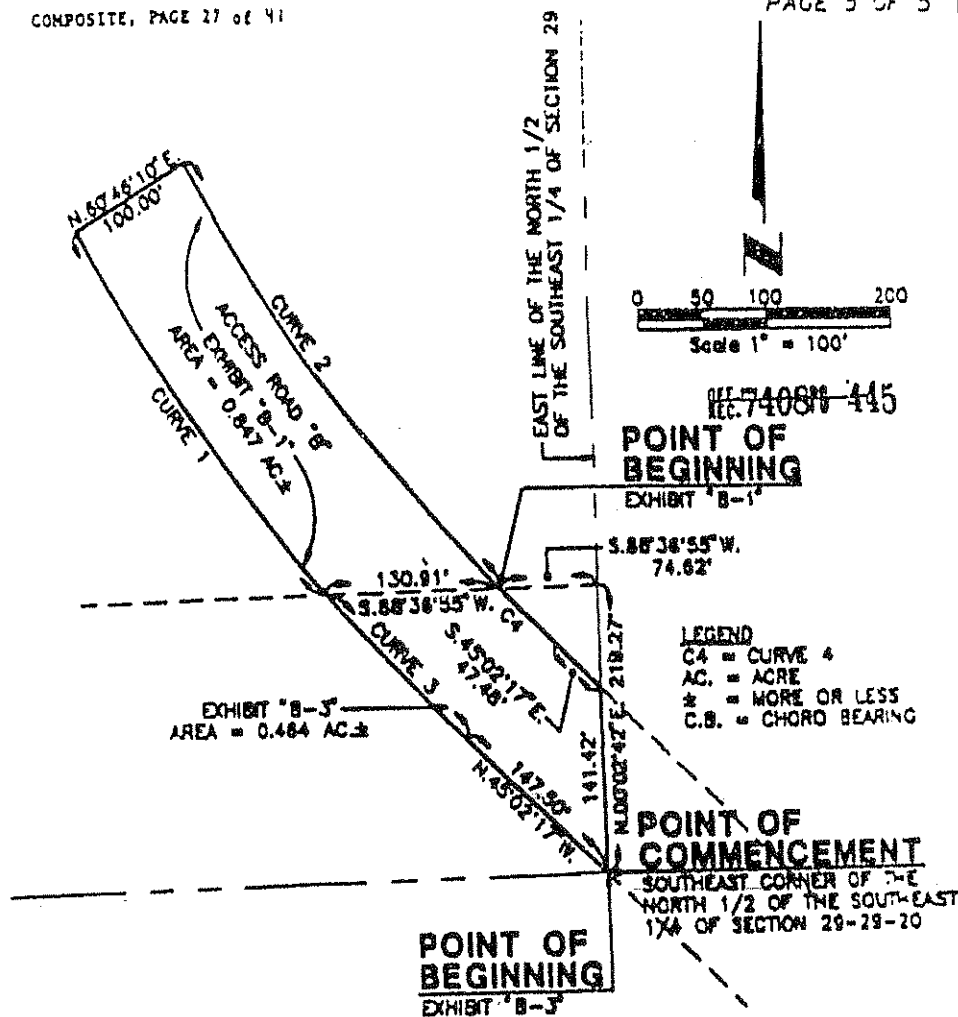 COMPOSITE, PAGE 27 of 41
PAGE 5 OF 5
EAST LINE OF THE NORTH 1/2
OF THE SOUTHEAST 1/4 OF SECTION 29
N.60°46'10"E.
100.00'
0 50 100 200
Scale 1" = 100'
REC. 7408 445
CURVE 2
ACCESS ROAD "B"
EXHIBIT "B-1"
AREA = 0.847 AC.±
CURVE 1
POINT OF
BEGINNING
EXHIBIT "B-1"
S.88°36'55"W.
74.62'
130.91'
S.88°36'55"W.
C4
CURVE 3
S.45°02'17"E.
47.48'
219.27'
N.00°02'42"E.
141.42'
LEGEND
C4 = CURVE 4
AC. = ACRE
± = MORE OR LESS
C.B. = CHORD BEARING
EXHIBIT "B-3"
AREA = 0.464 AC.±
147.50'
N.45°02'17"W.
POINT OF
COMMENCEMENT
SOUTHEAST CORNER OF THE
NORTH 1/2 OF THE SOUTHEAST
1/4 OF SECTION 29-29-20
POINT OF
BEGINNING
EXHIBIT "B-3"